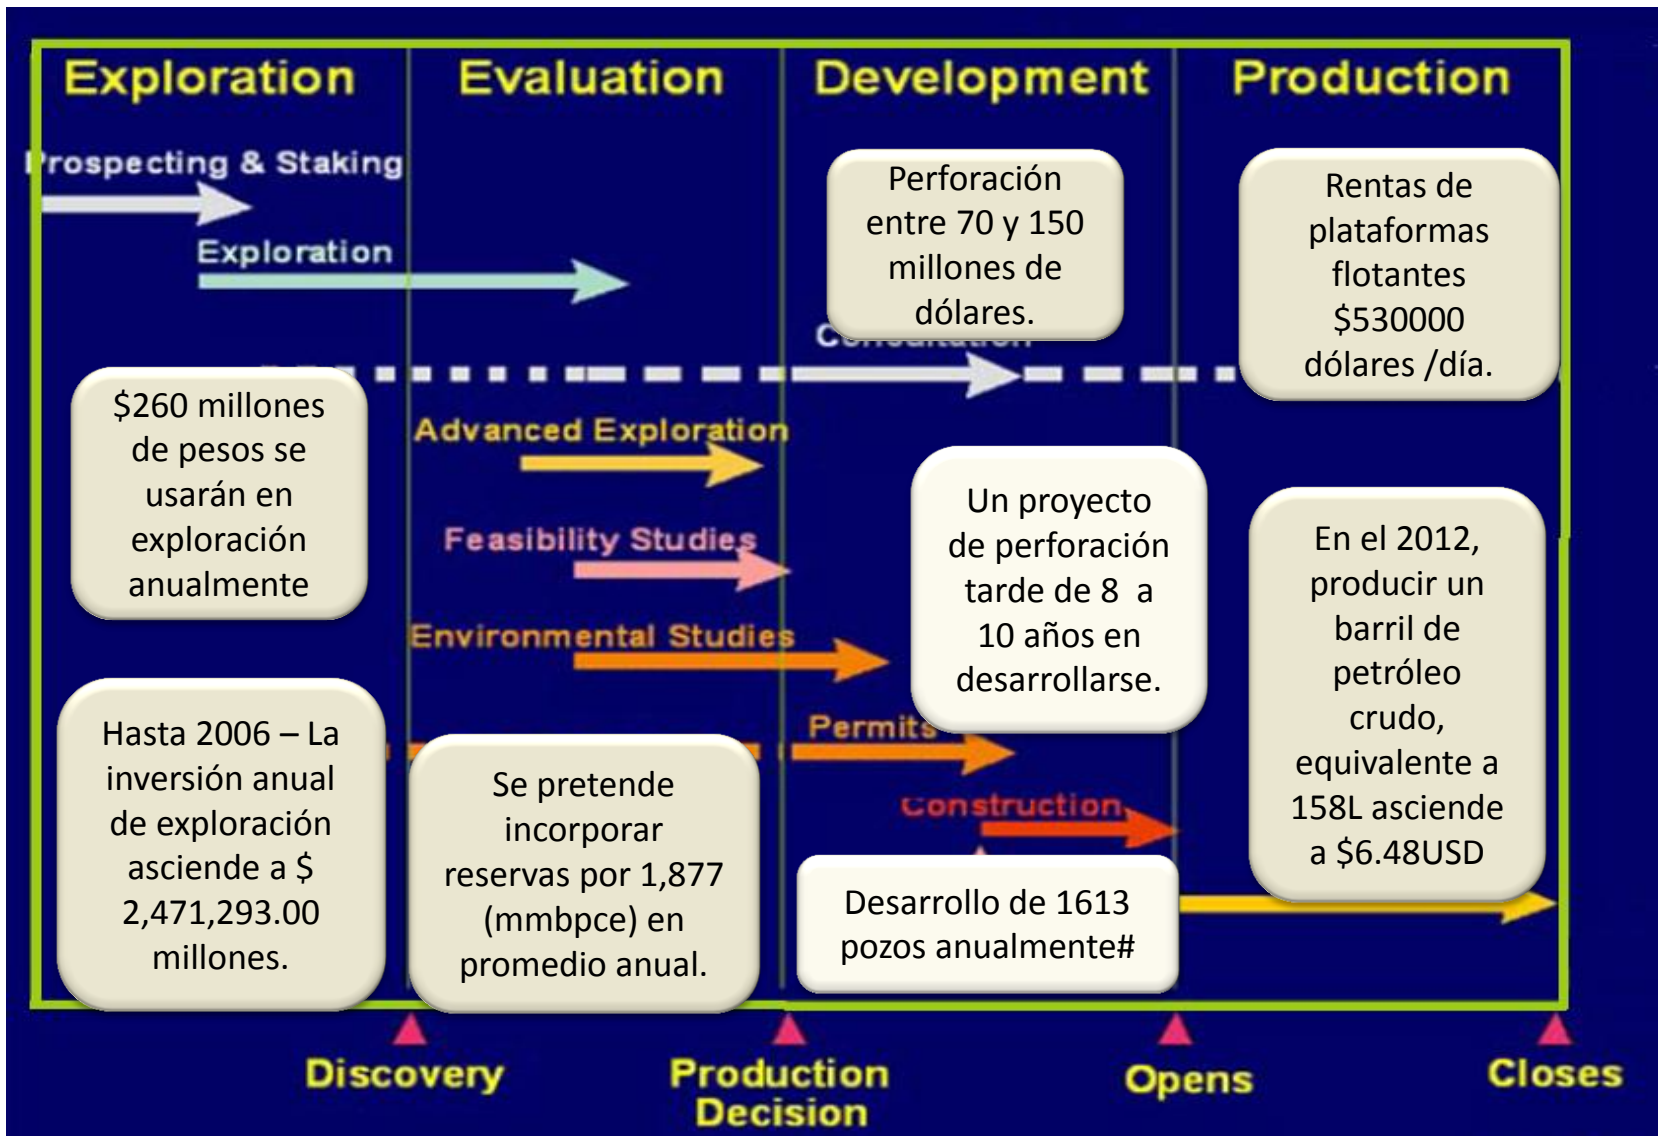 Exploration
Evaluation
Development
Production
Prospecting & Staking
Exploration
Perforación
entre 70 y 150
millones de
dólares.
Rentas de
plataformas
flotantes
$530000
dólares /día.
$260 millones
de pesos se
usarán en
exploración
anualmente
Advanced Exploration
Feasibility Studies
Environmental Studies
Un proyecto
de perforación
tarde de 8 a
10 años en
desarrollarse.
En el 2012,
producir un
barril de
petróleo
crudo,
equivalente a
158L asciende
a $6.48USD
Hasta 2006 – La
inversión anual
de exploración
asciende a $
2,471,293.00
millones.
Se pretende
incorporar
reservas por 1,877
(mmbpce) en
promedio anual.
Permits
Construction
Desarrollo de 1613
pozos anualmente#
Discovery
Production
Decision
Opens
Closes